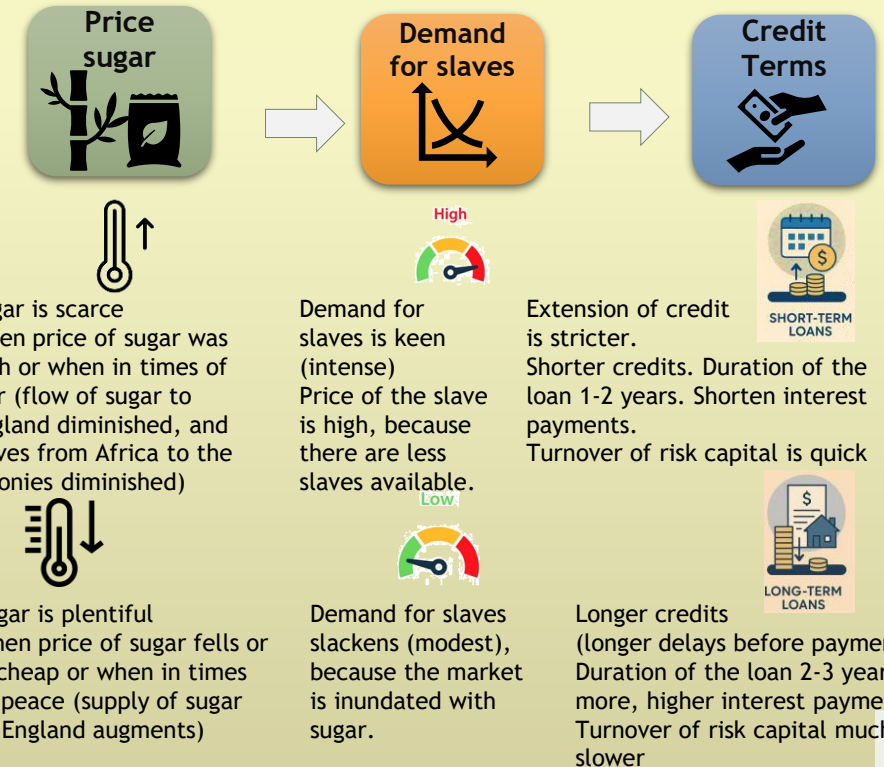 Price
sugar
Demand
for slaves
Credit
Terms
gar is scarce
en price of sugar was
h or when in times of
r (flow of sugar to
gland diminished, and
ves from Africa to the
onies diminished)
High
Demand for
slaves is keen
(intense)
Price of the slave
is high, because
there are less
slaves available.
$
SHORT-TERM
LOANS
Extension of credit
is stricter.
Shorter credits. Duration of the
loan 1-2 years. Shorten interest
payments.
Turnover of risk capital is quick
gar is plentiful
hen price of sugar fells or
cheap or when in times
peace (supply of sugar
England augments)
Low
Demand for slaves
slackens (modest),
because the market
is inundated with
sugar.
$
LONG-TERM
LOANS
Longer credits
(longer delays before paymen
Duration of the loan 2-3 year
more, higher interest payme
Turnover of risk capital much
slower